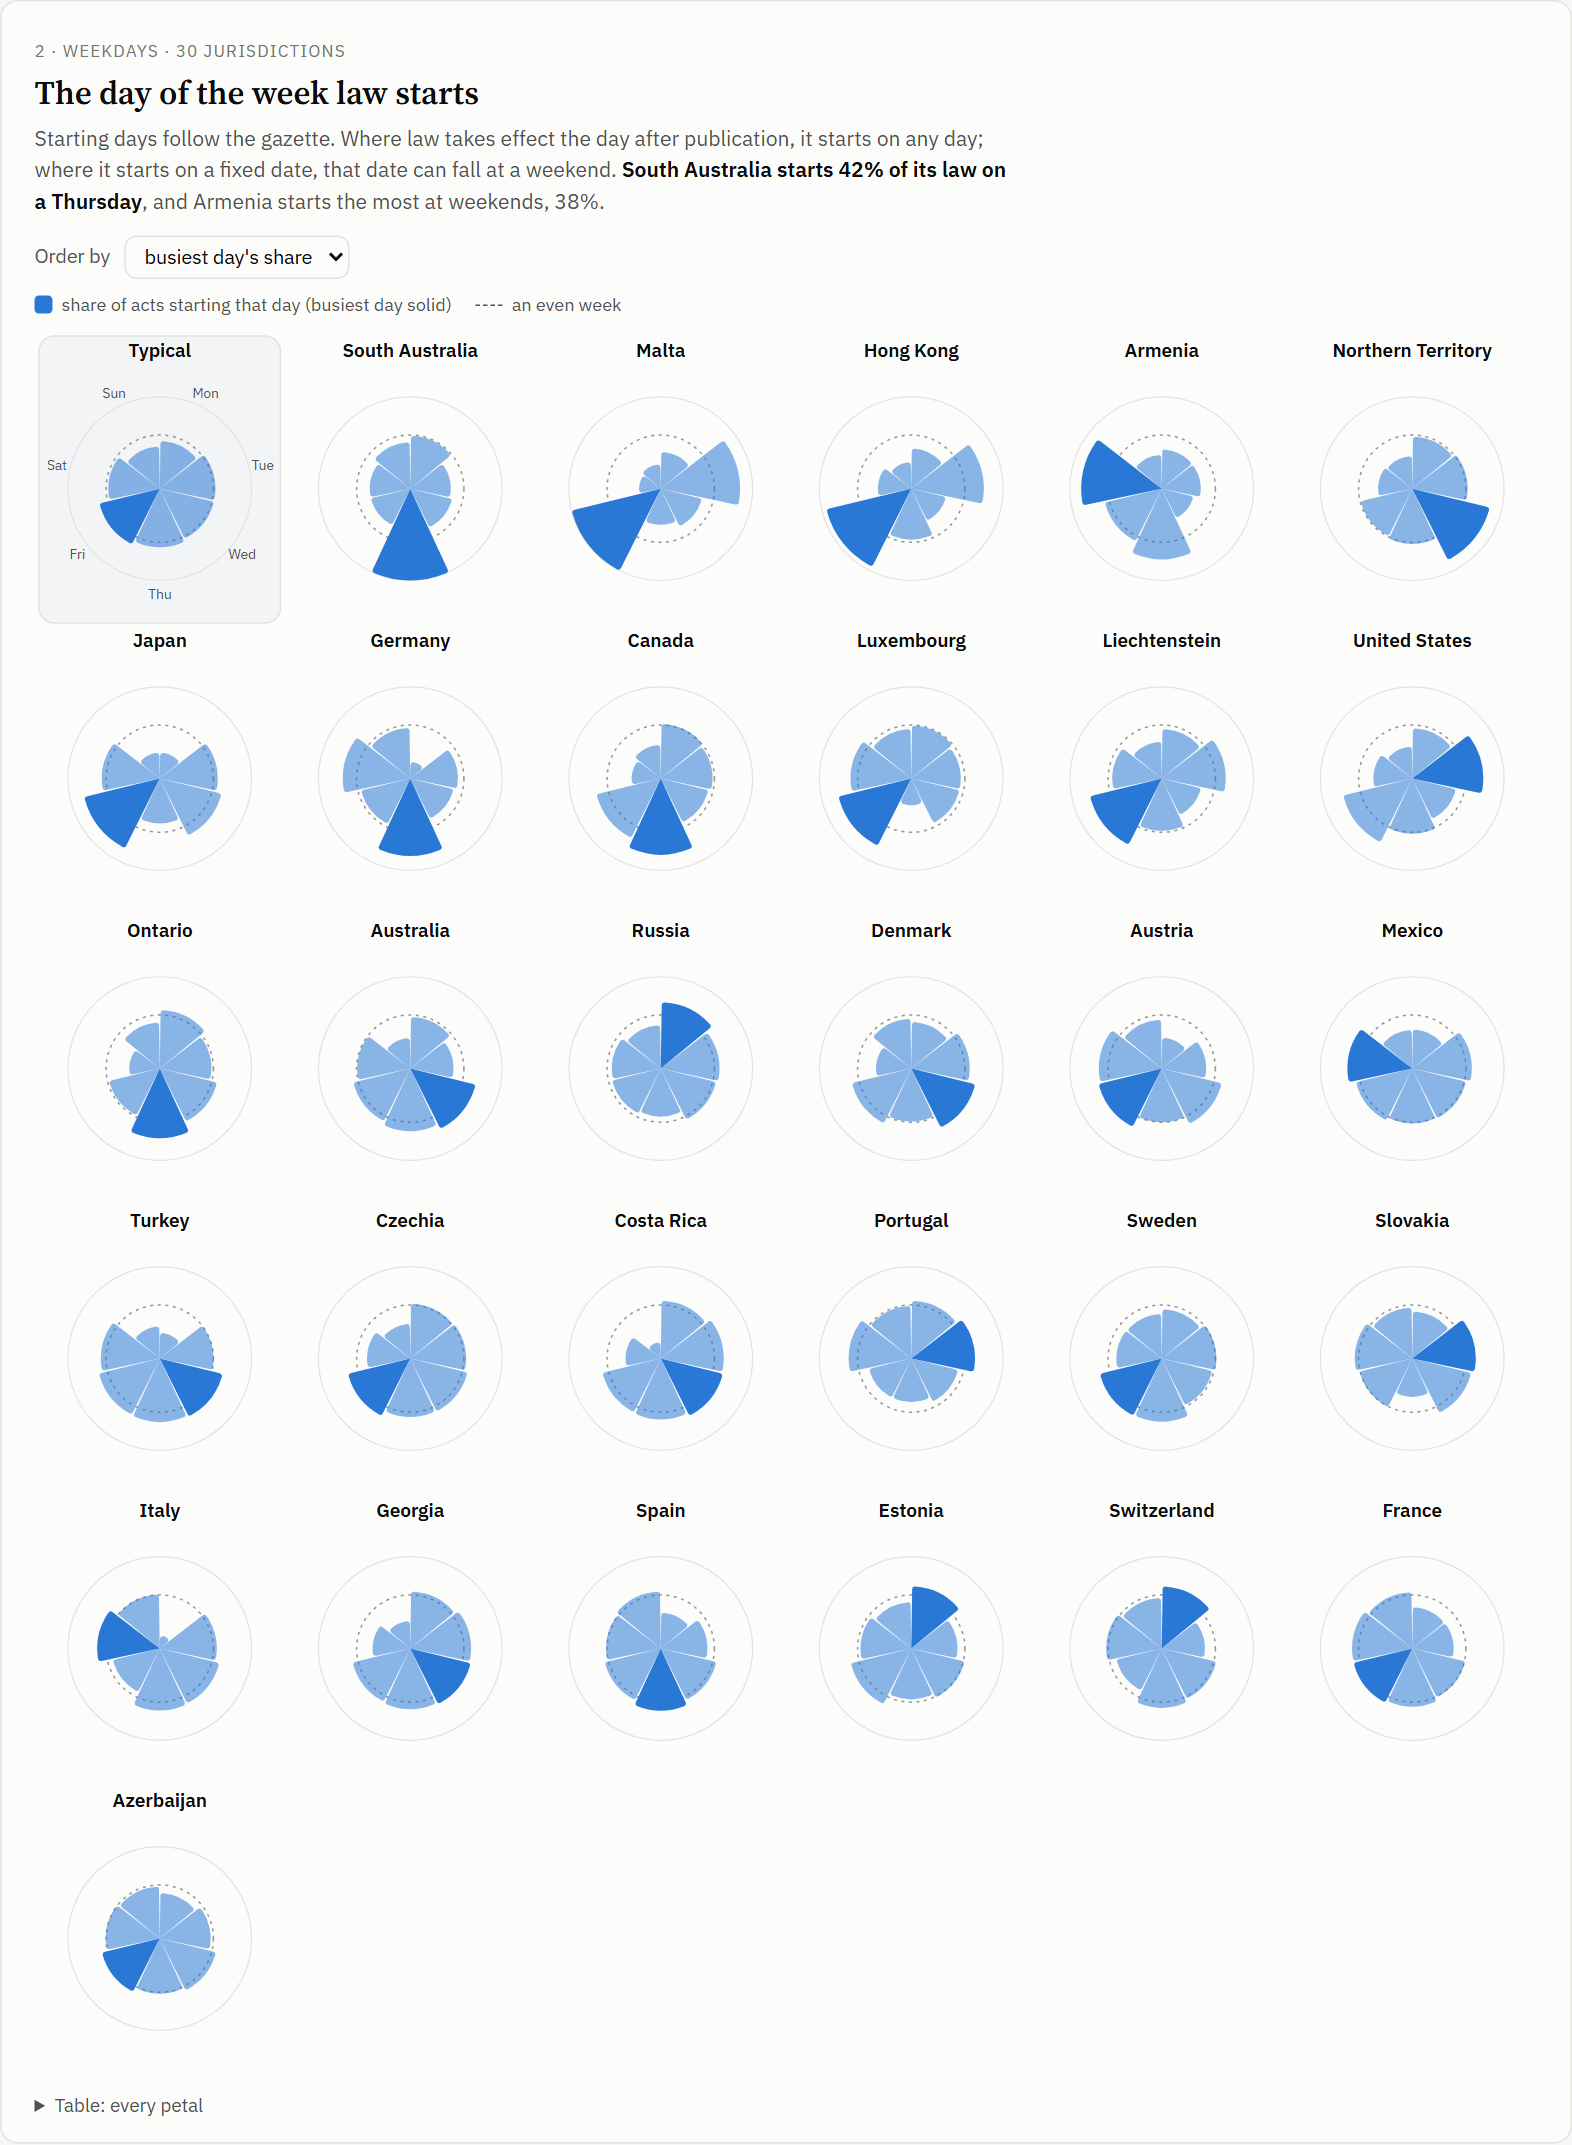 2 · WEEKDAYS · 30 JURISDICTIONS
The day of the week law starts
Starting days follow the gazette. Where law takes effect the day after publication, it starts on any day;
where it starts on a fixed date, that date can fall at a weekend. South Australia starts 42% of its law on
a Thursday, and Armenia starts the most at weekends, 38%.
Order by busiest day's share
share of acts starting that day (busiest day solid) ---- an even week
Typical South Australia Malta Hong Kong Armenia Northern Territory
Sun Mon
Sat Tue
Fri Wed
Thu
Japan Germany Canada Luxembourg Liechtenstein United States
Ontario Australia Russia Denmark Austria Mexico
Turkey Czechia Costa Rica Portugal Sweden Slovakia
Italy Georgia Spain Estonia Switzerland France
Azerbaijan
Table: every petal